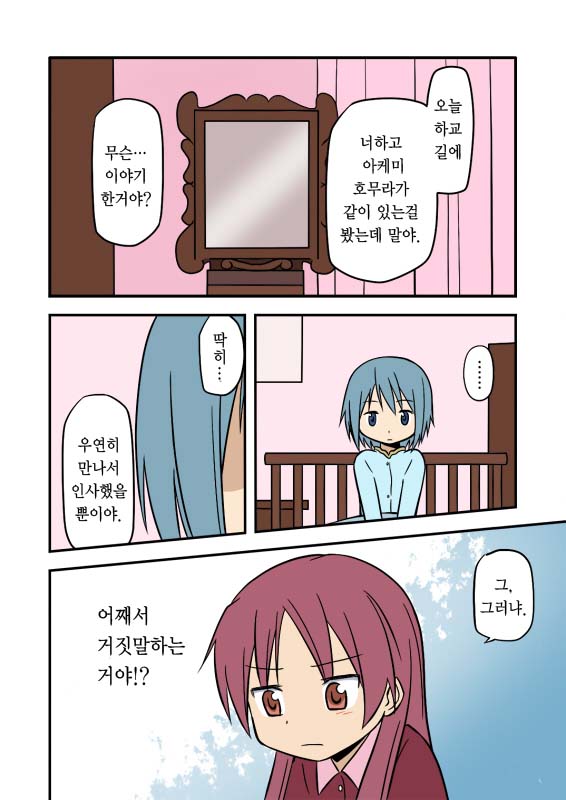 오늘
하교
길에
너하고
아케미
호무라가
같이 있는걸
봤는데 말야.
무슨…
이야기
한거야?
……
딱히…
우연히
만나서
인사했을
뿐이야.
그,
그러냐.
어째서
거짓말하는
거야!?